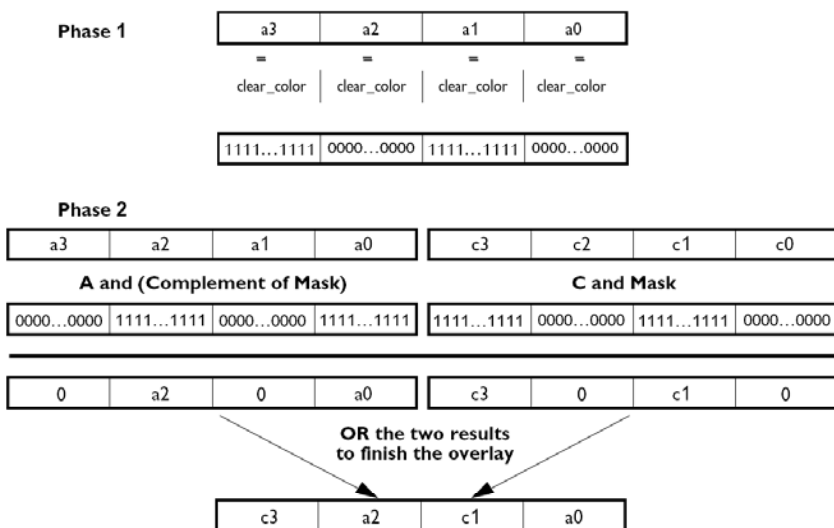 Phase 1
a3 a2 a1 a0
= = = =
clear_color clear_color clear_color clear_color
1111...1111 0000...0000 1111...1111 0000...0000
Phase 2
a3 a2 a1 a0 c3 c2 c1 c0
A and (Complement of Mask) C and Mask
0000...0000 1111...1111 0000...0000 1111...1111 1111...1111 0000...0000 1111...1111 0000...0000
0 a2 0 a0 c3 0 c1 0
OR the two results
to finish the overlay
c3 a2 c1 a0